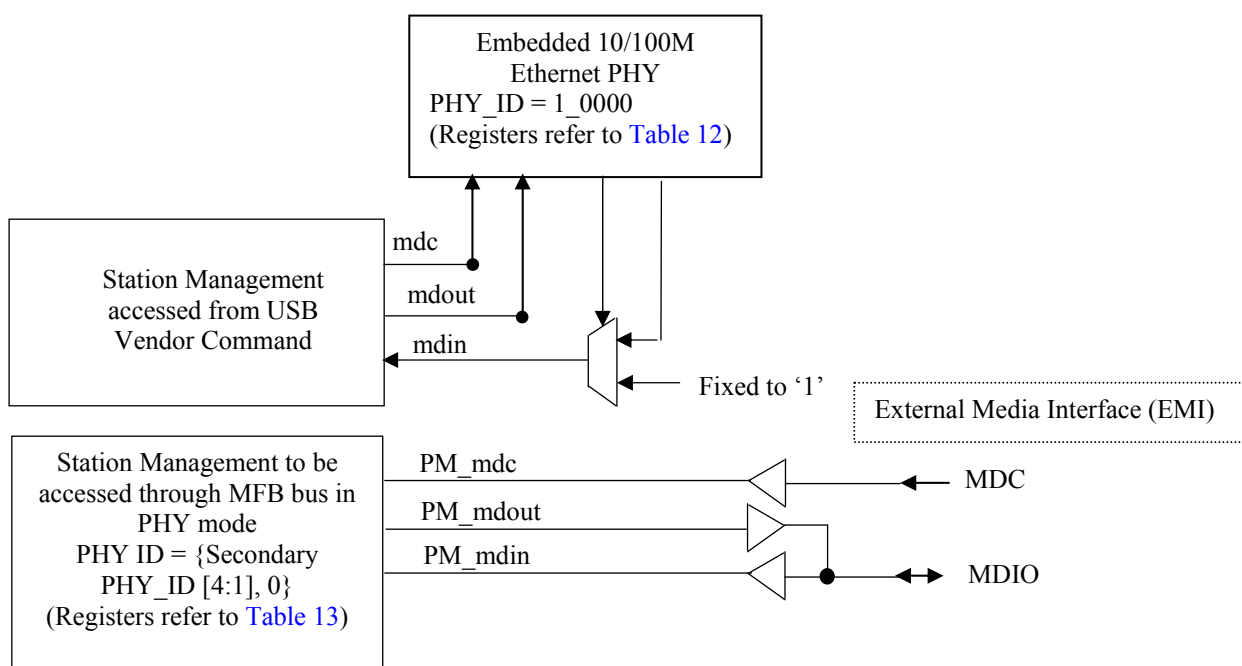 Embedded 10/100M
Ethernet PHY
PHY_ID = 1_0000
(Registers refer to Table 12)
Station Management
accessed from USB
Vendor Command
mdc
mdout
mdin
Fixed to ‘1’
External Media Interface (EMI)
Station Management to be
accessed through MFB bus in
PHY mode
PHY ID = {Secondary
PHY_ID [4:1], 0}
(Registers refer to Table 13)
PM_mdc
PM_mdout
PM_mdin
MDC
MDIO